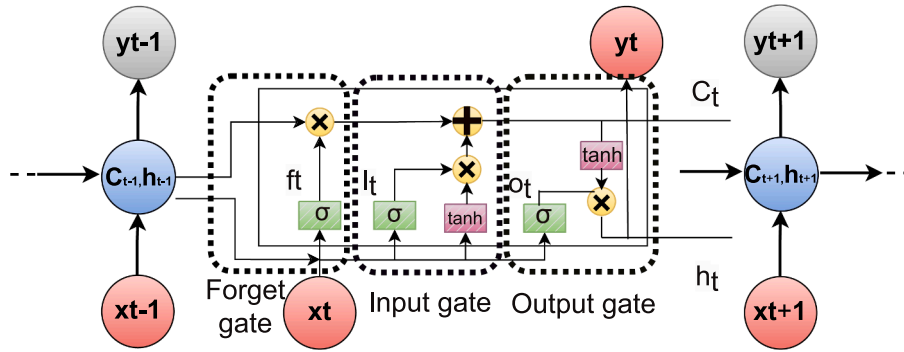 yt-1
yt
yt+1
Ct
× + tanh
Ct-1,ht-1
ft
It
×
ot
×
Ct+1,ht+1
σ
σ
tanh
σ
xt-1
Forget gate
xt
Input gate
Output gate
ht
xt+1